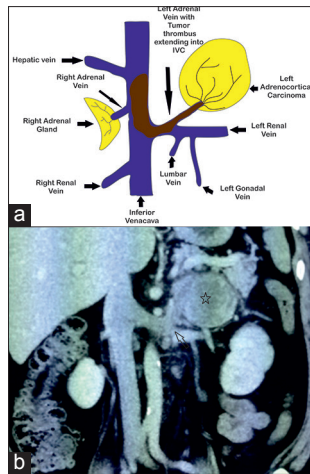 Left Adrenal
Vein with
Tumor
thrombus
extending into
IVC
Hepatic vein
Right Adrenal
Vein
Left
Adrenocortical
Carcinoma
Right Adrenal
Gland
Left Renal
Vein
Lumbar
Vein
Right Renal
Vein
Left Gonadal
Vein
Inferior
Venacava
a
b